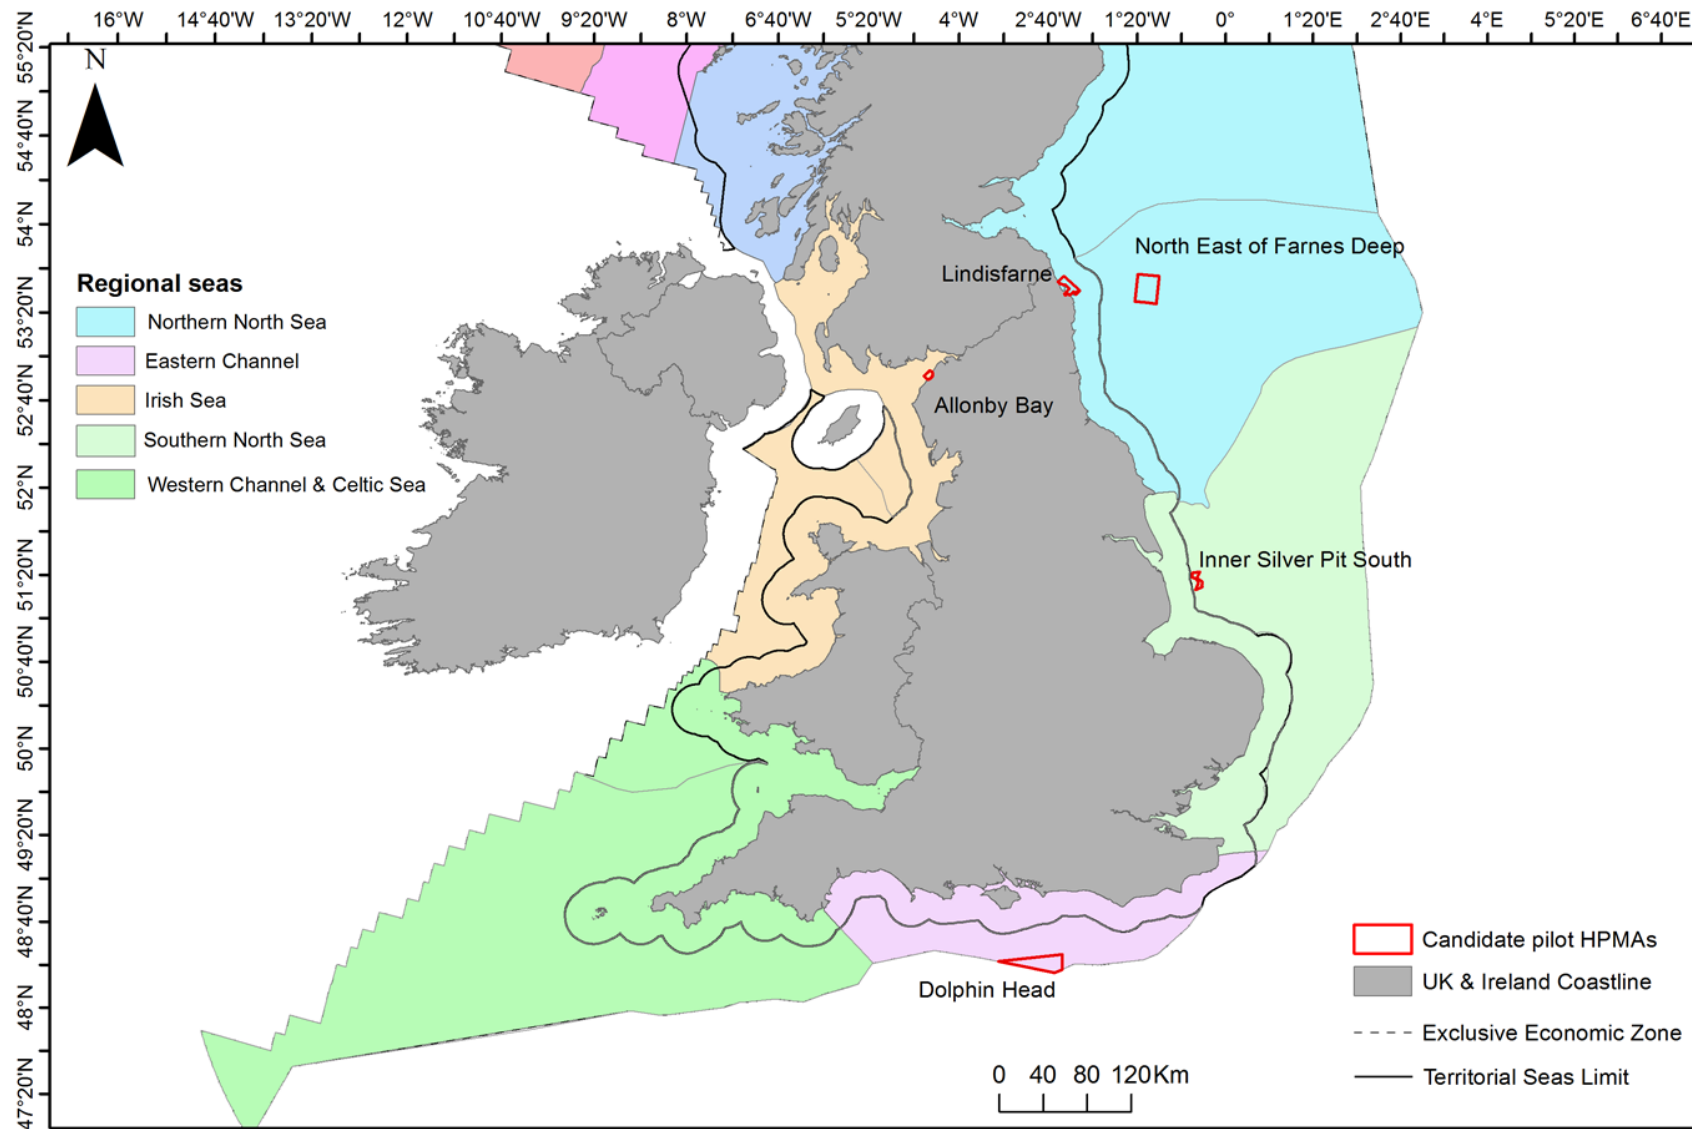 16°W 14°40'W 13°20'W 12°W 10°40'W 9°20'W 8°W 6°40'W 5°20'W 4°W 2°40'W 1°20'W 0° 1°20'E 2°40'E 4°E 5°20'E 6°40'E
55°20'N
54°40'N
54°N
53°20'N
52°40'N
52°N
51°20'N
50°40'N
50°N
49°20'N
48°40'N
48°N
47°20'N
N
North East of Farnes Deep
Lindisfarne
Regional seas
Northern North Sea
Eastern Channel
Irish Sea
Southern North Sea
Western Channel & Celtic Sea
Allonby Bay
Inner Silver Pit South
Dolphin Head
Candidate pilot HPMAs
UK & Ireland Coastline
Exclusive Economic Zone
Territorial Seas Limit
0 40 80 120Km